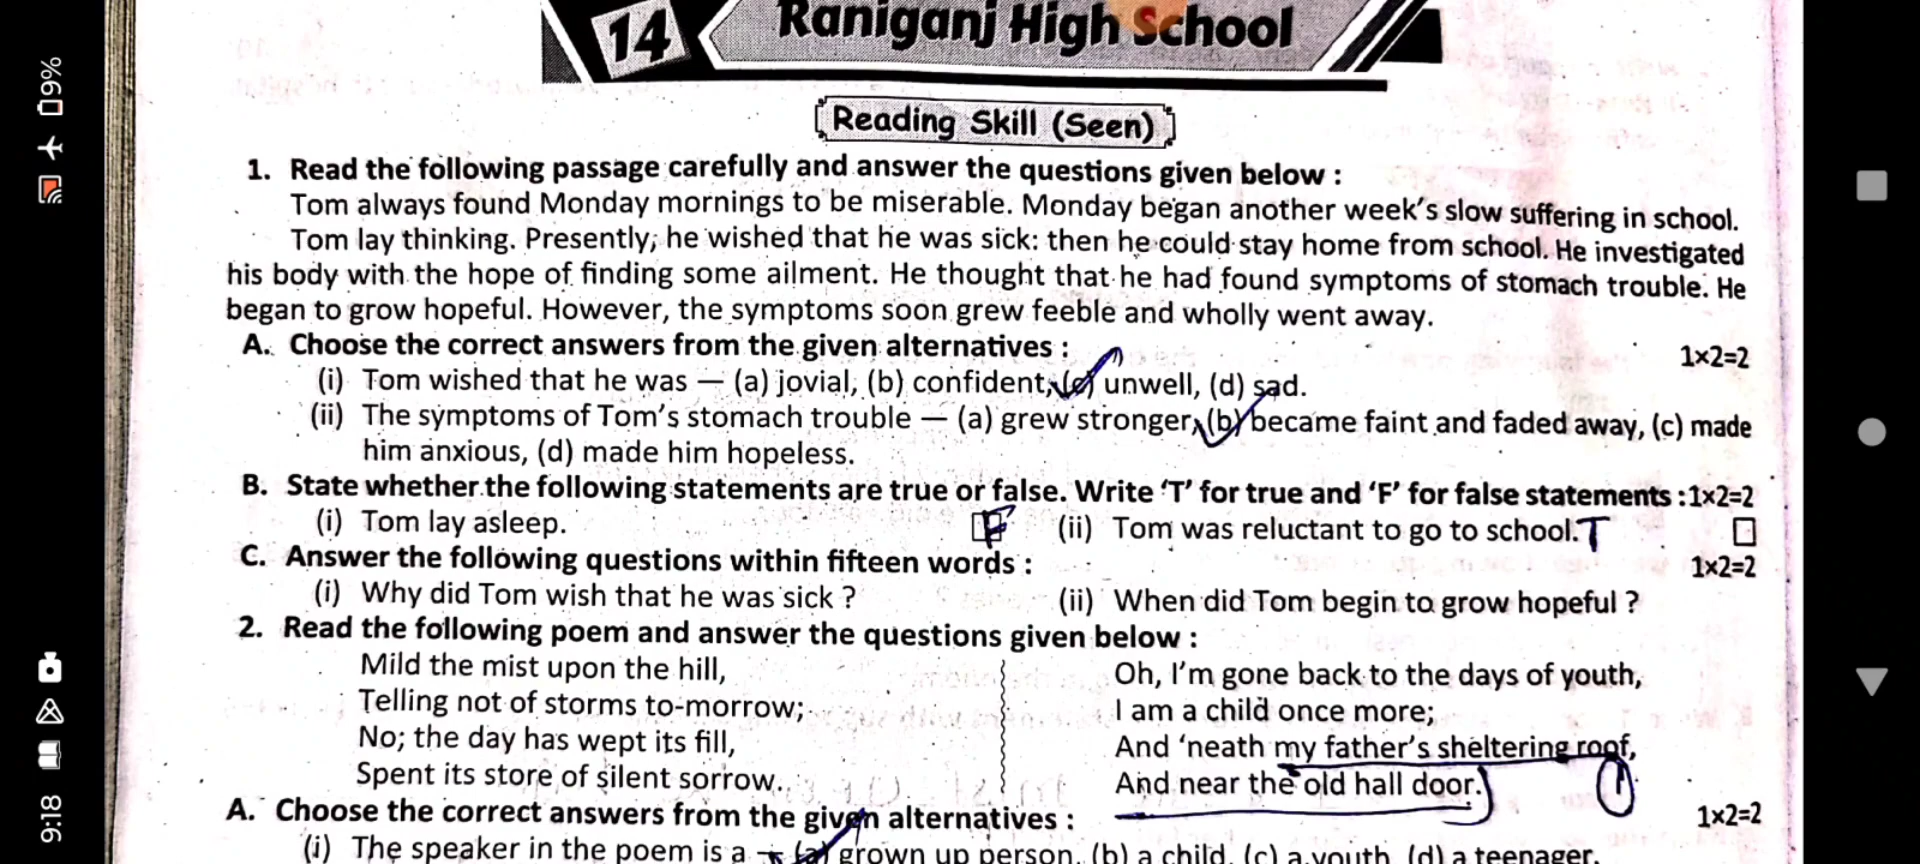 14 Raniganj High School
Reading Skill (Seen)
1. Read the following passage carefully and answer the questions given below :
Tom always found Monday mornings to be miserable. Monday began another week's slow suffering in school.
Tom lay thinking. Presently, he wished that he was sick: then he could stay home from school. He investigated
his body with the hope of finding some ailment. He thought that he had found symptoms of stomach trouble. He
began to grow hopeful. However, the symptoms soon grew feeble and wholly went away.
A. Choose the correct answers from the given alternatives : 1×2=2
(i) Tom wished that he was — (a) jovial, (b) confident, (c) unwell, (d) sad.
(ii) The symptoms of Tom's stomach trouble — (a) grew stronger, (b) became faint and faded away, (c) made
him anxious, (d) made him hopeless.
B. State whether the following statements are true or false. Write 'T' for true and 'F' for false statements : 1×2=2
(i) Tom lay asleep. F (ii) Tom was reluctant to go to school. T
C. Answer the following questions within fifteen words : 1×2=2
(i) Why did Tom wish that he was sick ? (ii) When did Tom begin to grow hopeful ?
2. Read the following poem and answer the questions given below :
Mild the mist upon the hill,
Telling not of storms to-morrow;
No; the day has wept its fill,
Spent its store of silent sorrow.
Oh, I'm gone back to the days of youth,
I am a child once more;
And 'neath my father's sheltering roof,
And near the old hall door.
A. Choose the correct answers from the given alternatives : 1×2=2
(i) The speaker in the poem is a — (a) grown up person, (b) a child, (c) a youth, (d) a teenager.
9:18
9%